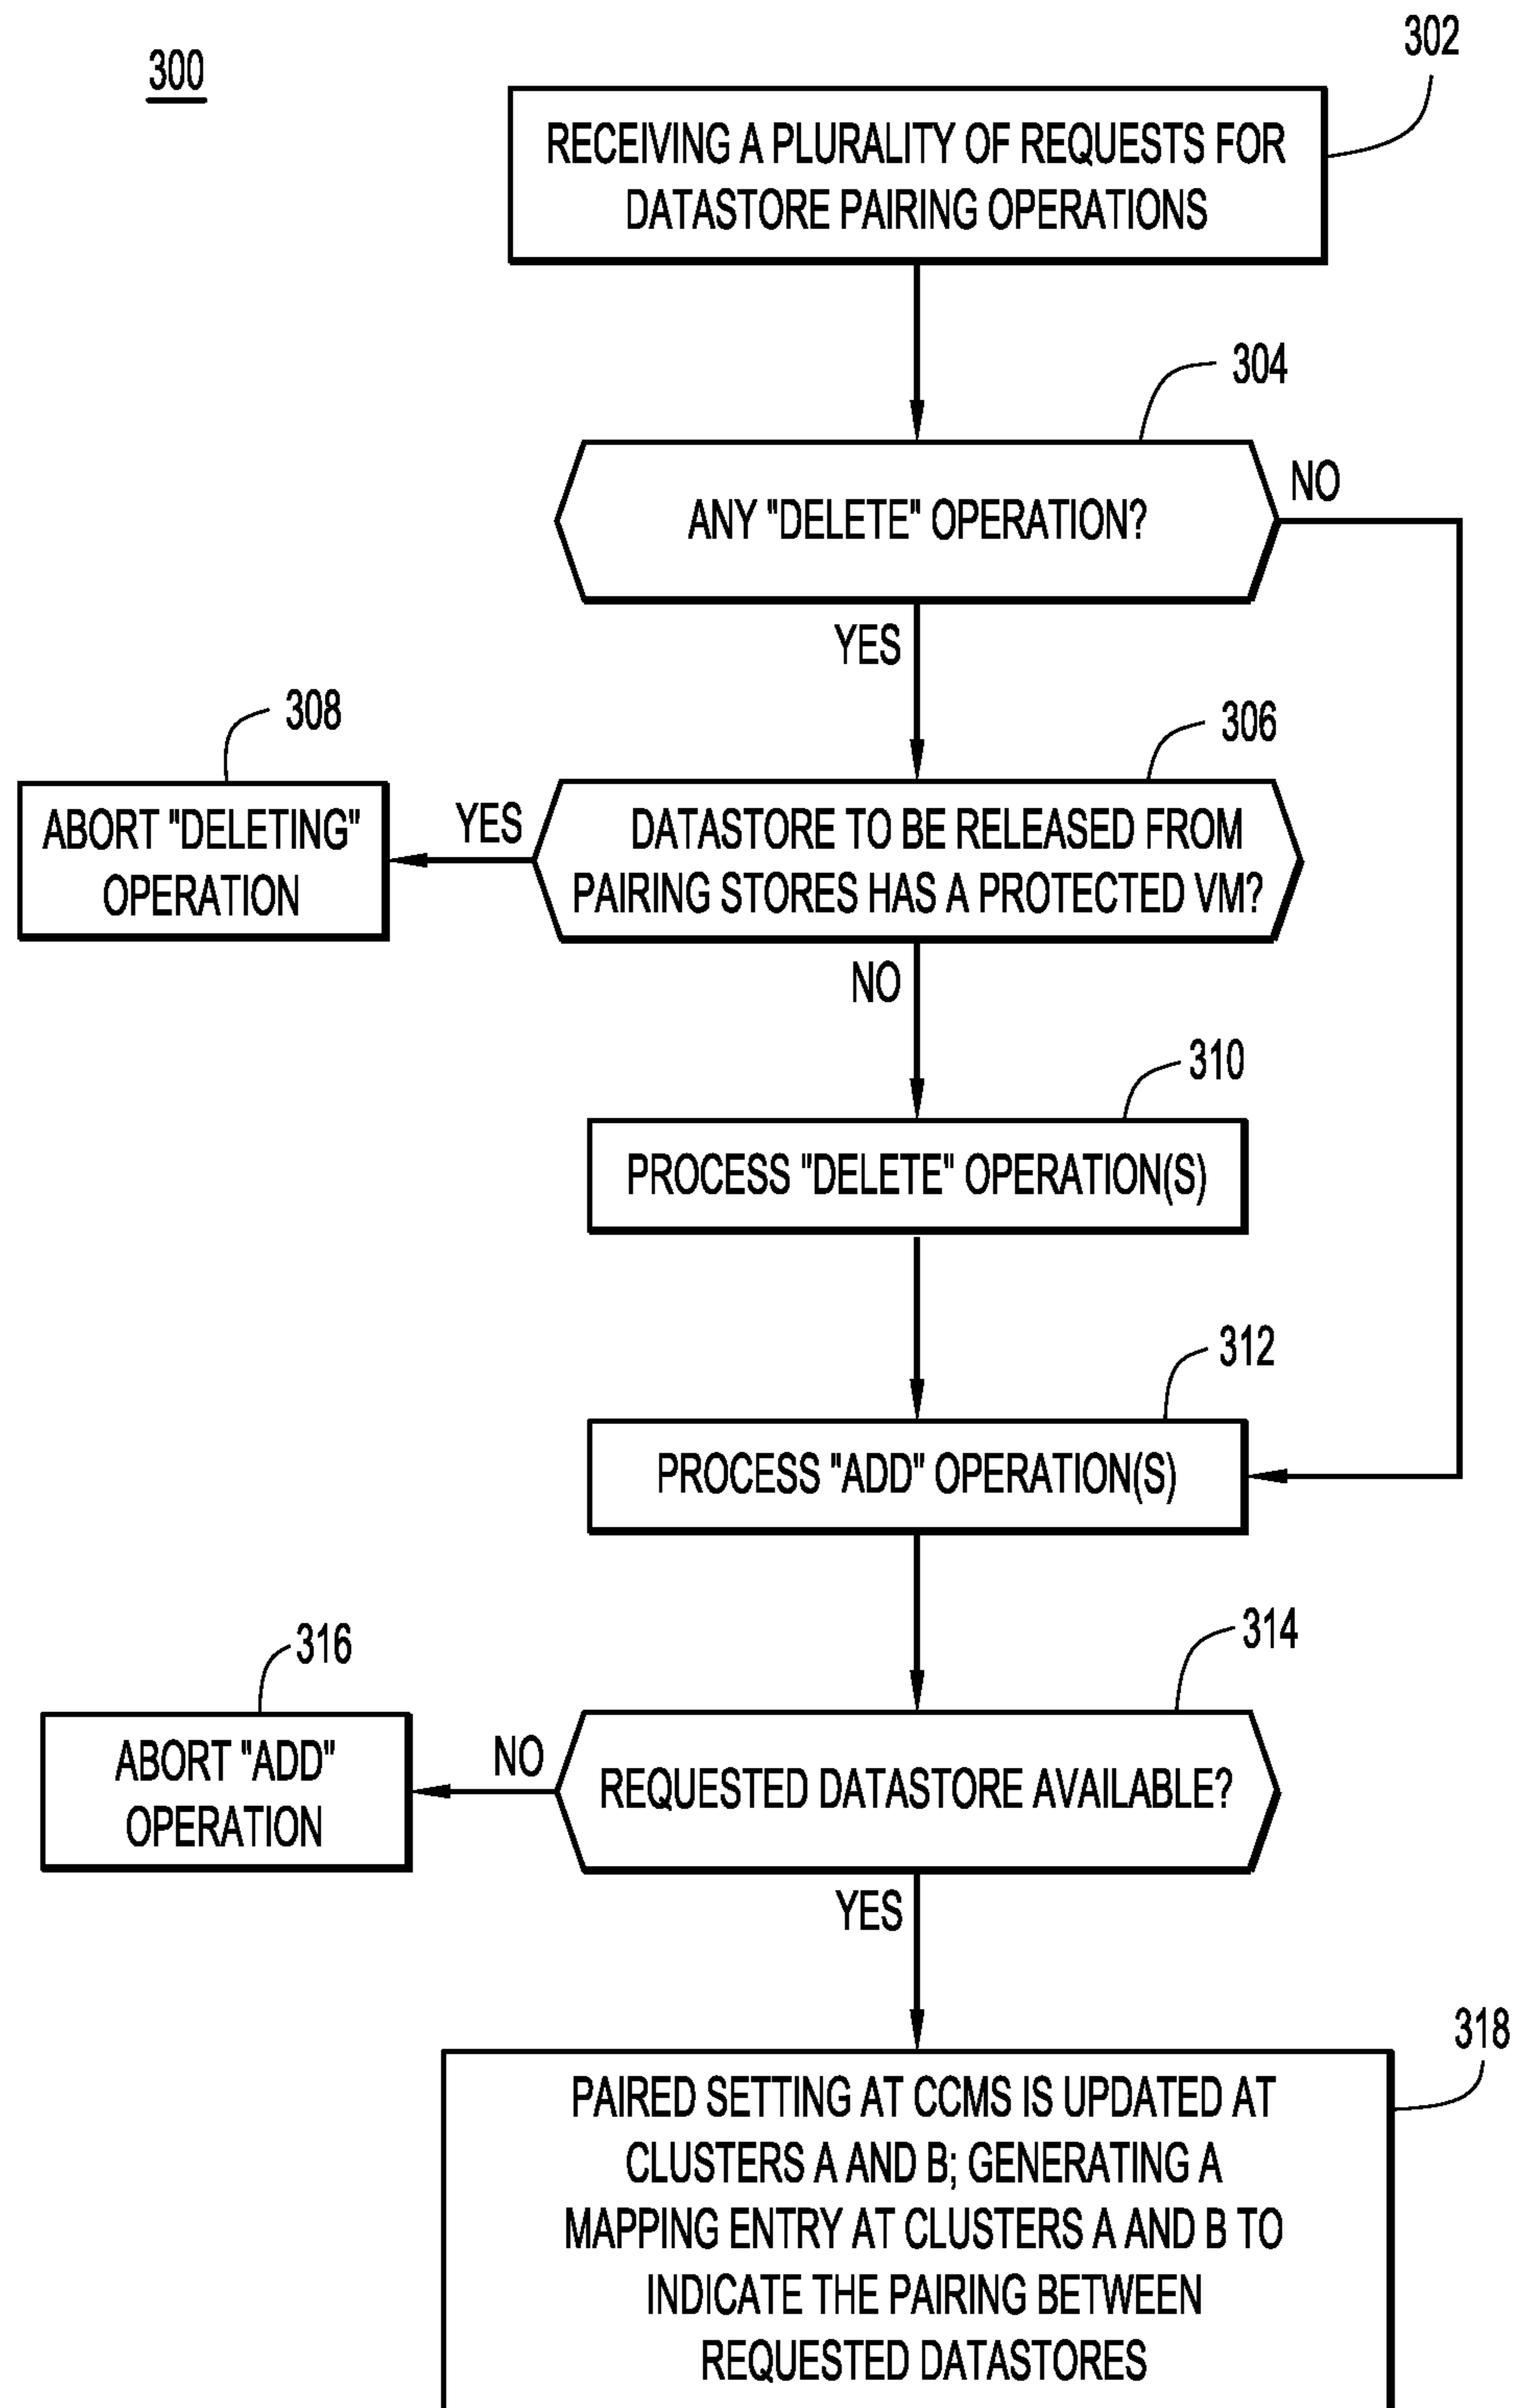 300
302
RECEIVING A PLURALITY OF REQUESTS FOR
DATASTORE PAIRING OPERATIONS
304
ANY "DELETE" OPERATION?
NO
YES
306
308
DATASTORE TO BE RELEASED FROM
PAIRING STORES HAS A PROTECTED VM?
YES
ABORT "DELETING"
OPERATION
NO
310
PROCESS "DELETE" OPERATION(S)
312
PROCESS "ADD" OPERATION(S)
314
316
REQUESTED DATASTORE AVAILABLE?
NO
ABORT "ADD"
OPERATION
YES
318
PAIRED SETTING AT CCMS IS UPDATED AT
CLUSTERS A AND B; GENERATING A
MAPPING ENTRY AT CLUSTERS A AND B TO
INDICATE THE PAIRING BETWEEN
REQUESTED DATASTORES